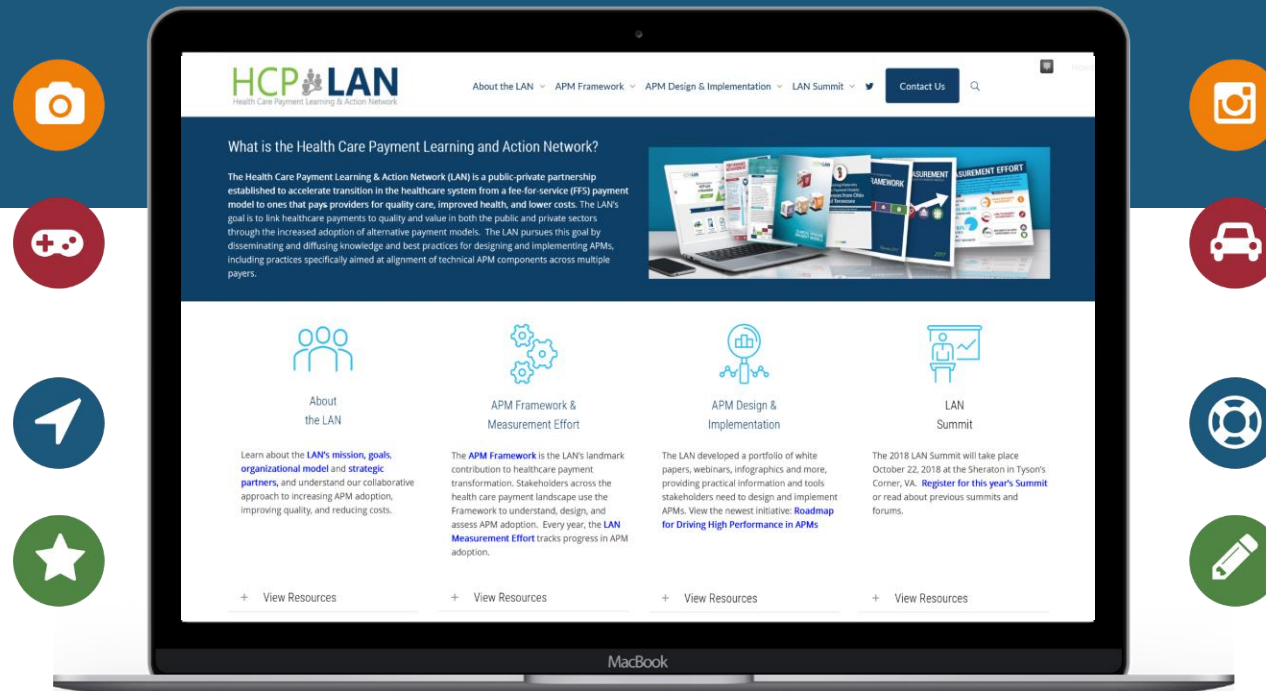 HCP LAN
Health Care Payment Learning & Action Network
About the LAN
APM Framework
APM Design & Implementation
LAN Summit
Contact Us
What is the Health Care Payment Learning and Action Network?
The Health Care Payment Learning & Action Network (LAN) is a public-private partnership
established to accelerate transition in the healthcare system from a fee-for-service (FFS) payment
model to ones that pays providers for quality care, improved health, and lower costs. The LAN's
goal is to link healthcare payments to quality and value in both the public and private sectors
through the increased adoption of alternative payment models. The LAN pursues this goal by
disseminating and diffusing knowledge and best practices for designing and implementing APMs,
including practices specifically aimed at alignment of technical APM components across multiple
payers.
FRAMEWORK
MEASUREMENT EFFORT
2017
About
the LAN
Learn about the LAN's mission, goals,
organizational model and strategic
partners, and understand our collaborative
approach to increasing APM adoption,
improving quality, and reducing costs.
+ View Resources
APM Framework &
Measurement Effort
The APM Framework is the LAN's landmark
contribution to healthcare payment
transformation. Stakeholders across the
health care payment landscape use the
Framework to understand, design, and
assess APM adoption. Every year, the LAN
Measurement Effort tracks progress in APM
adoption.
+ View Resources
APM Design &
Implementation
The LAN developed a portfolio of white
papers, webinars, infographics and more,
providing practical information and tools
stakeholders need to design and implement
APMs. View the newest initiative: Roadmap
for Driving High Performance in APMs
+ View Resources
LAN
Summit
The 2018 LAN Summit will take place
October 22, 2018 at the Sheraton in Tyson's
Corner, VA. Register for this year's Summit
or read about previous summits and
forums.
+ View Resources
MacBook